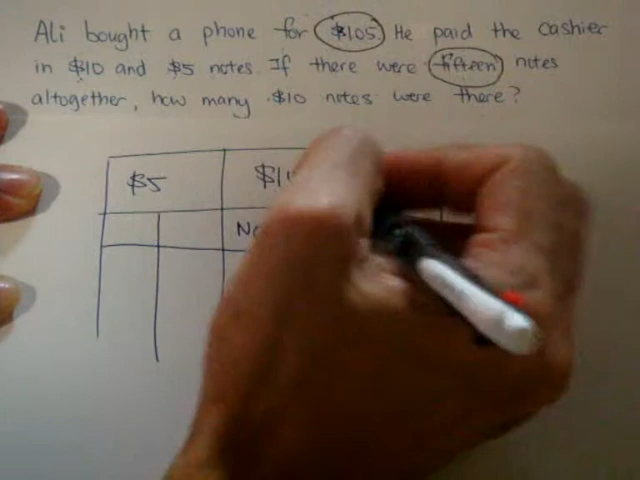 Ali bought a phone for $105 He paid the cashier
in $10 and $5 notes If there were fifteen notes
altogether, how many $10 notes were there?
$5